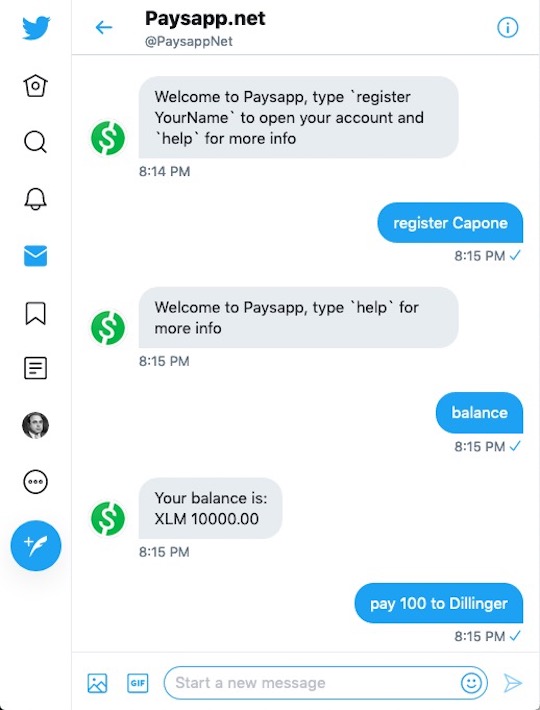 Paysapp.net
@PaysappNet
Welcome to Paysapp, type `register
YourName` to open your account and
`help` for more info
8:14 PM
register Capone
8:15 PM
Welcome to Paysapp, type `help` for
more info
8:15 PM
balance
8:15 PM
Your balance is:
XLM 10000.00
8:15 PM
pay 100 to Dillinger
8:15 PM
GIF
Start a new message